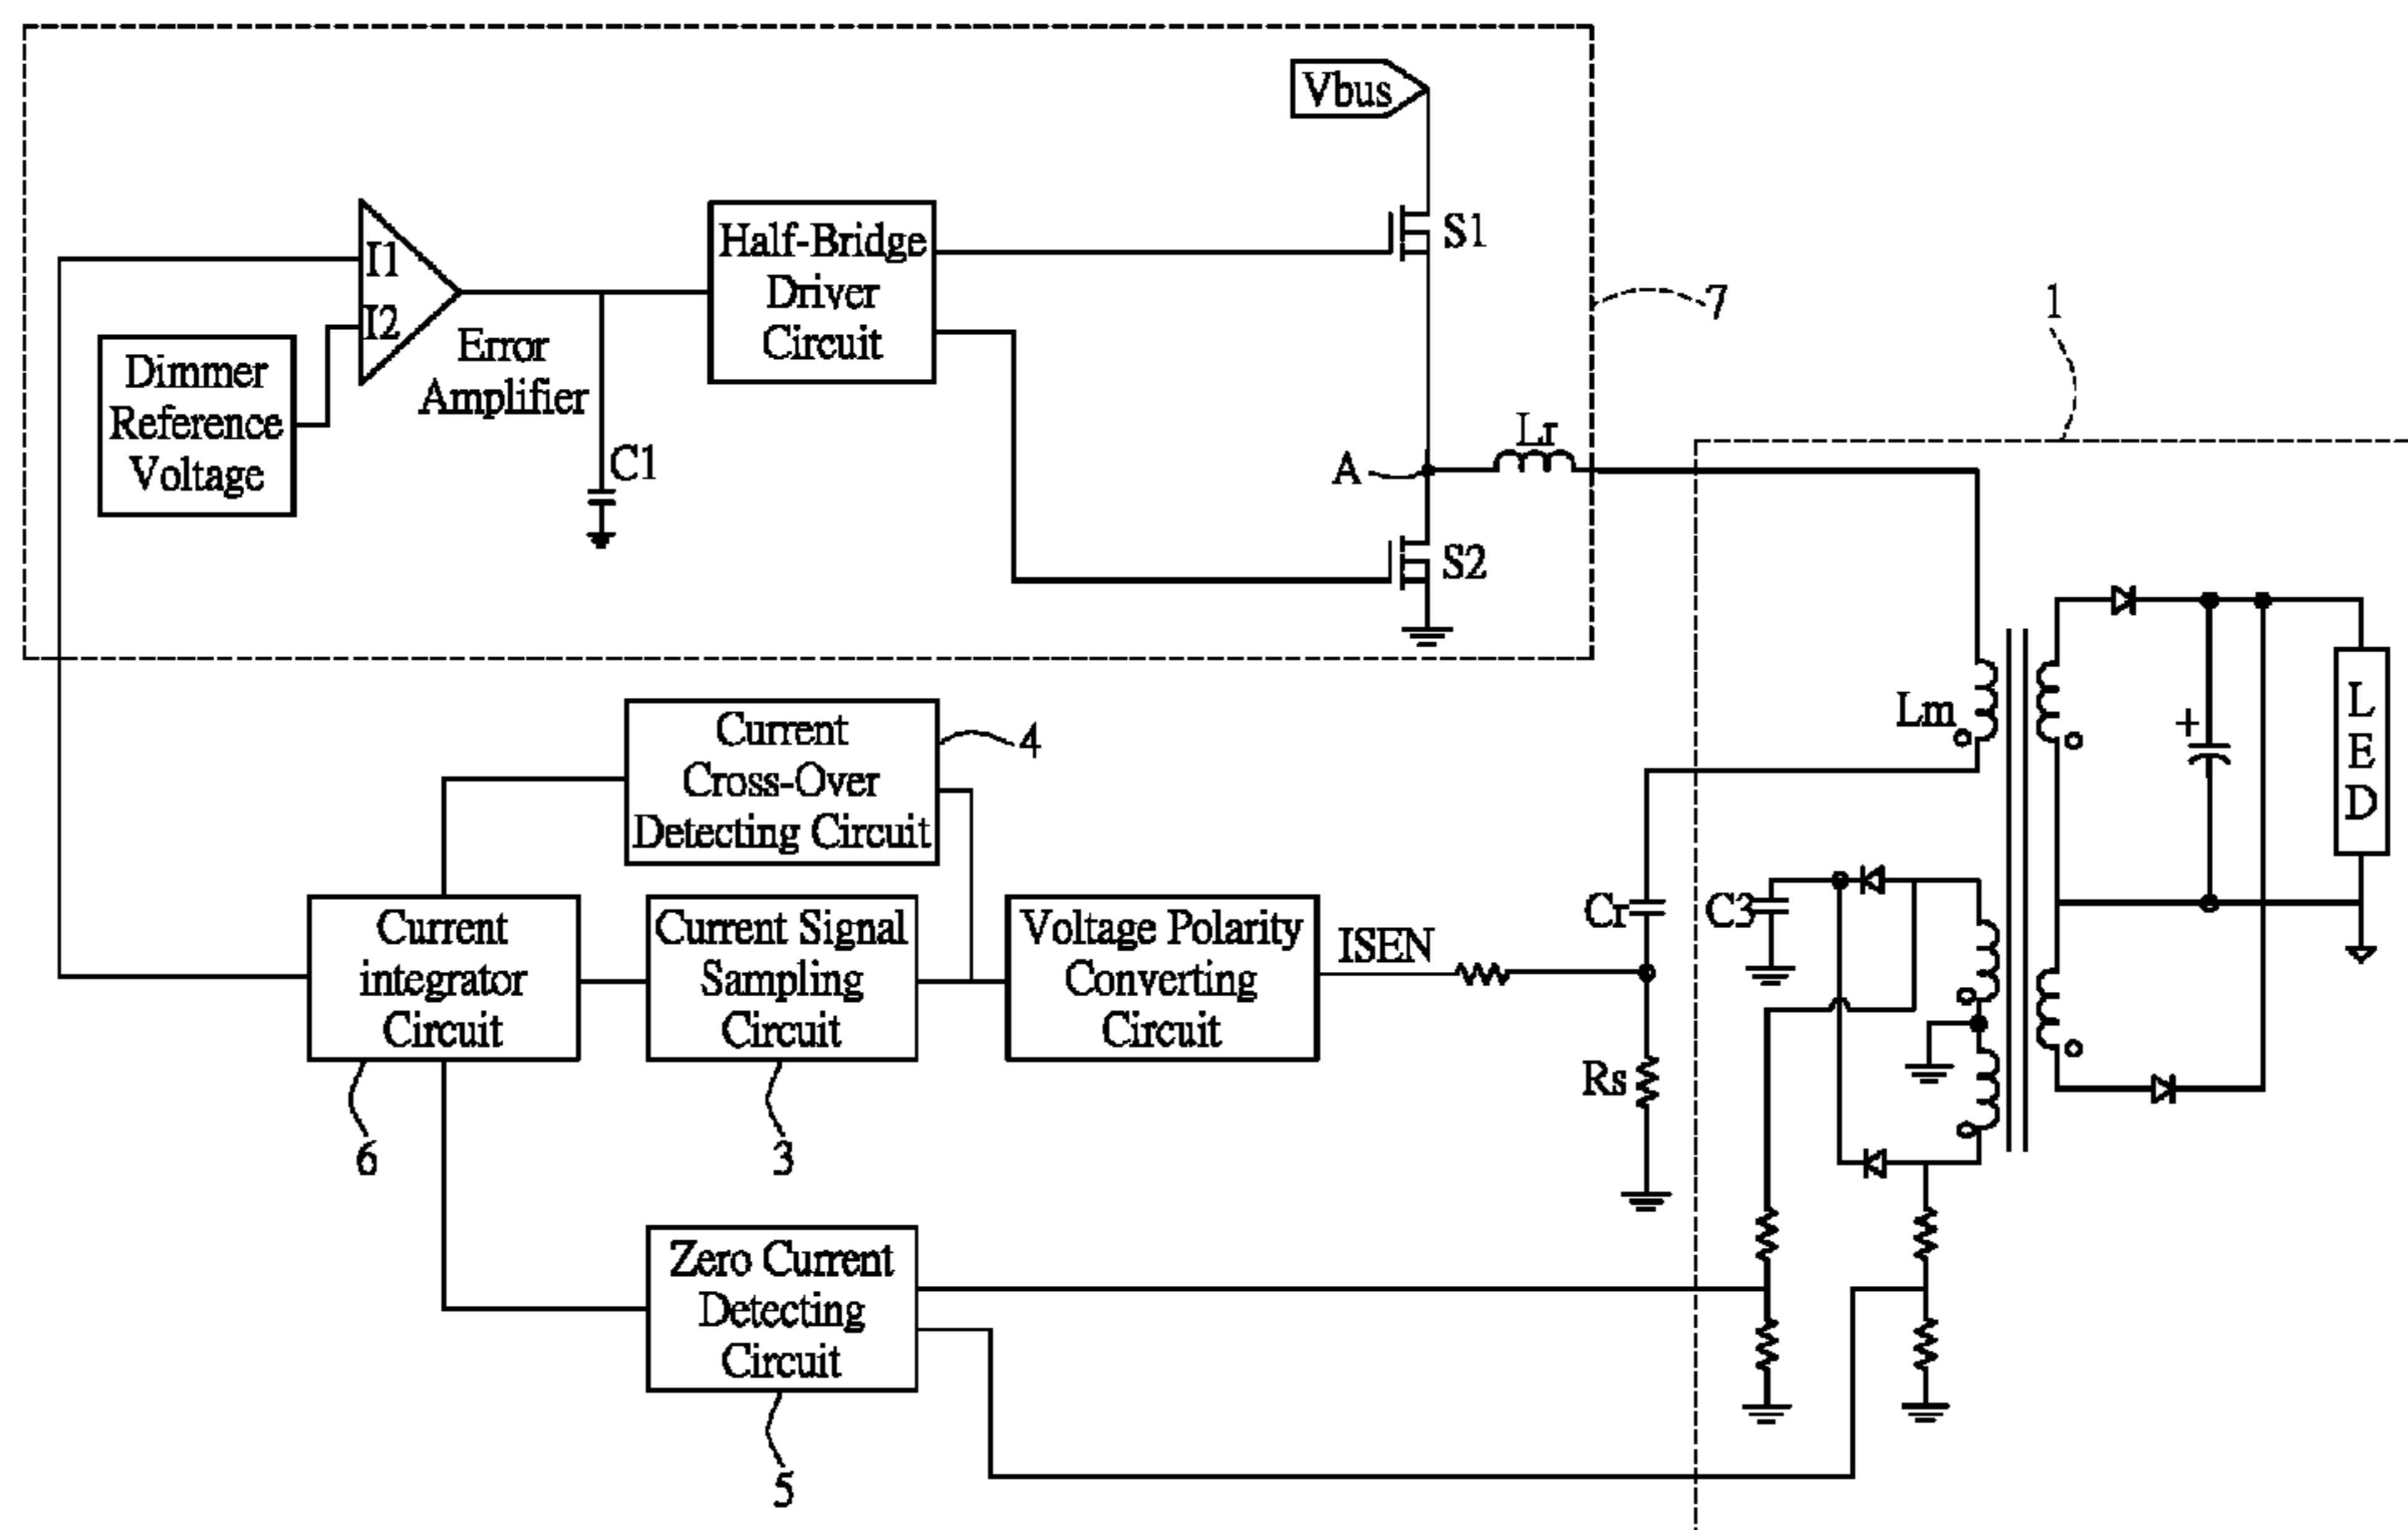 Vbus
S1
I1
I2
Half-Bridge
Driver
Circuit
Error
Amplifier
Dimmer
Reference
Voltage
C1
7
1
A
Lr
S2
Current
Cross-Over
Detecting Circuit
4
Lm
+
L
E
D
Current
integrator
Circuit
6
Current Signal
Sampling
Circuit
3
Voltage Polarity
Converting
Circuit
ISEN
Cr
C3
Rs
Zero Current
Detecting
Circuit
5